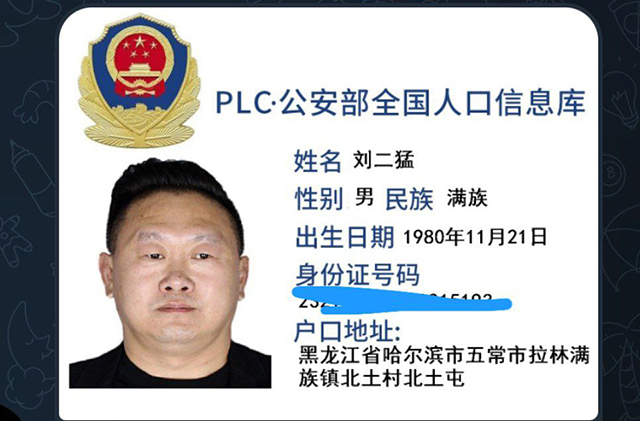 PLC·公安部全国人口信息库
姓名 刘二猛
性别 男 民族 满族
出生日期 1980年11月21日
身份证号码
户口地址:
黑龙江省哈尔滨市五常市拉林满
族镇北土村北土屯